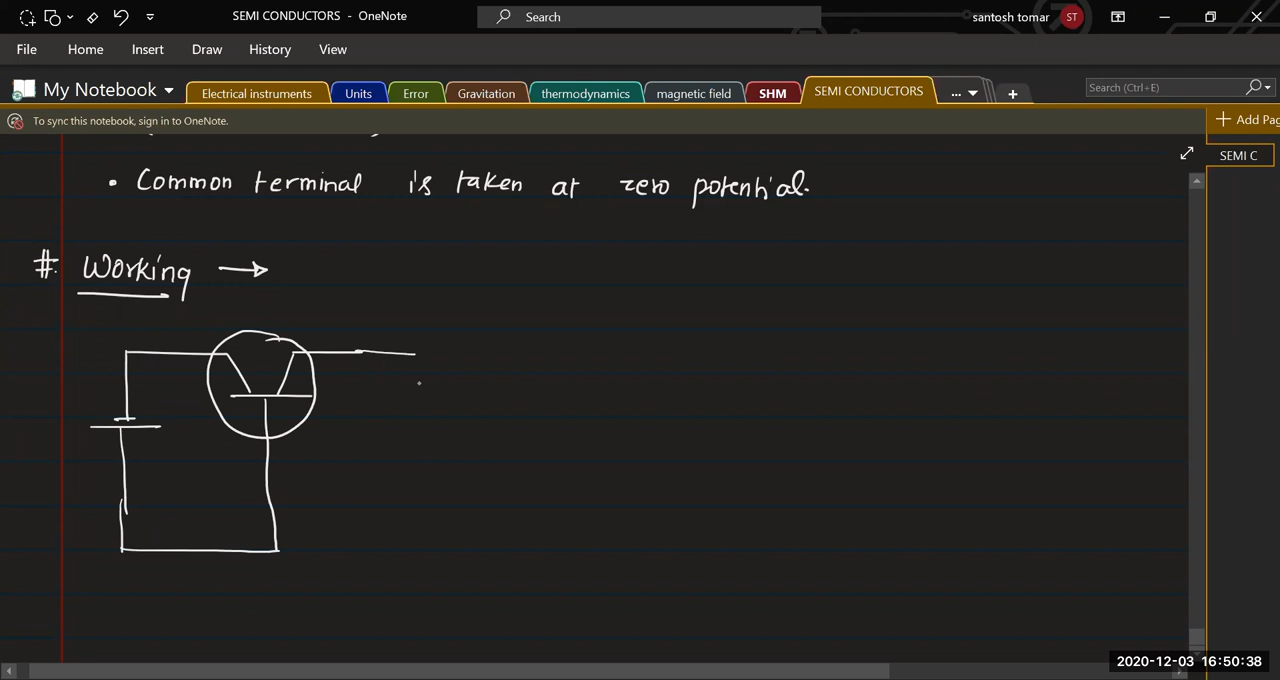 SEMI CONDUCTORS - OneNote
Search
santosh tomar
ST
File Home Insert Draw History View
My Notebook
Electrical instruments
Units
Error
Gravitation
thermodynamics
magnetic field
SHM
SEMI CONDUCTORS
...
Search (Ctrl+E)
To sync this notebook, sign in to OneNote.
+ Add Pag
SEMI C
• Common terminal is taken at zero potential.
# Working →
2020-12-03 16:50:38